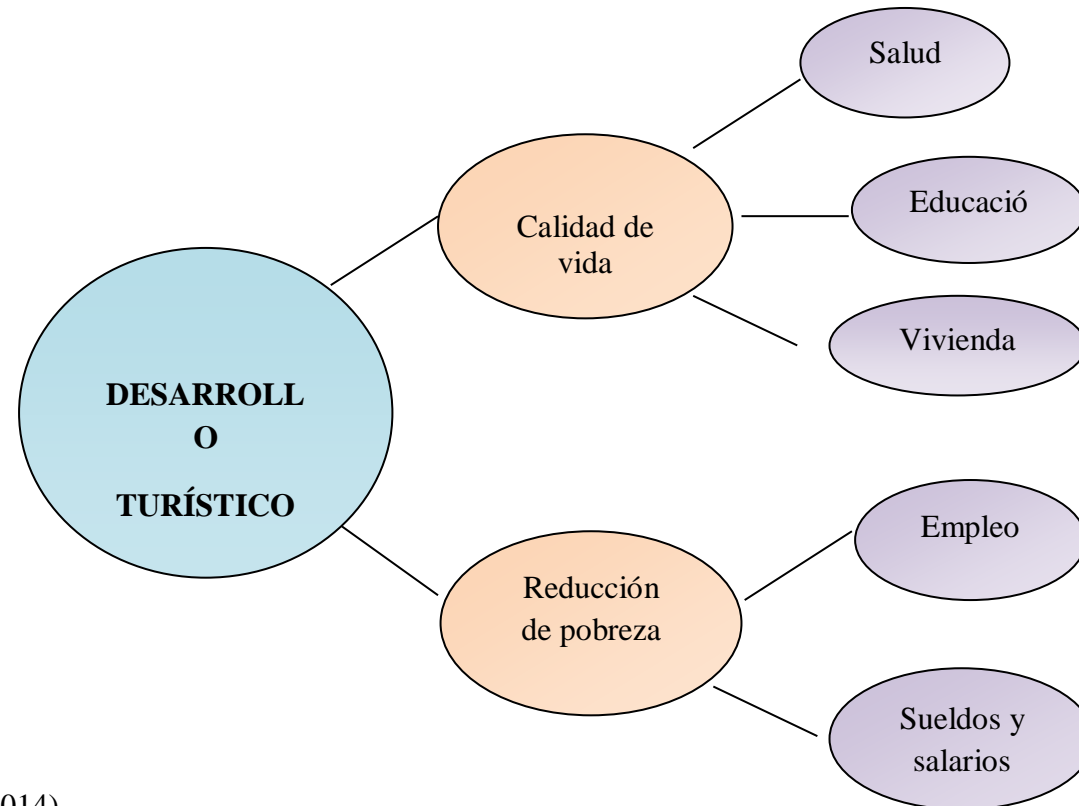 Salud
Calidad de
vida
Educació
Vivienda
DESARROLL
O
TURÍSTICO
Reducción
de pobreza
Empleo
Sueldos y
salarios
014)